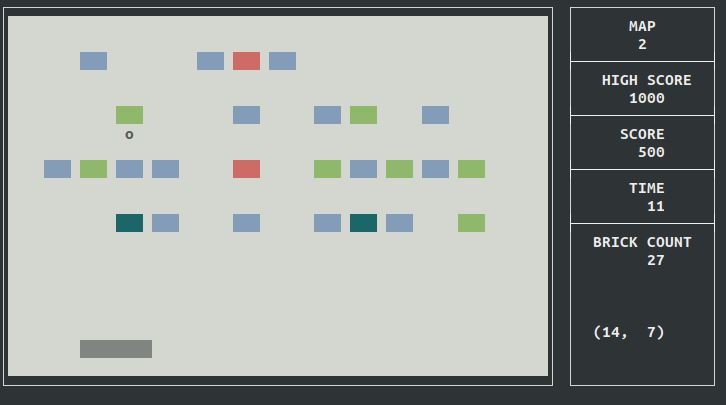 MAP
2
HIGH SCORE
1000
SCORE
500
TIME
11
BRICK COUNT
27
(14, 7)
o